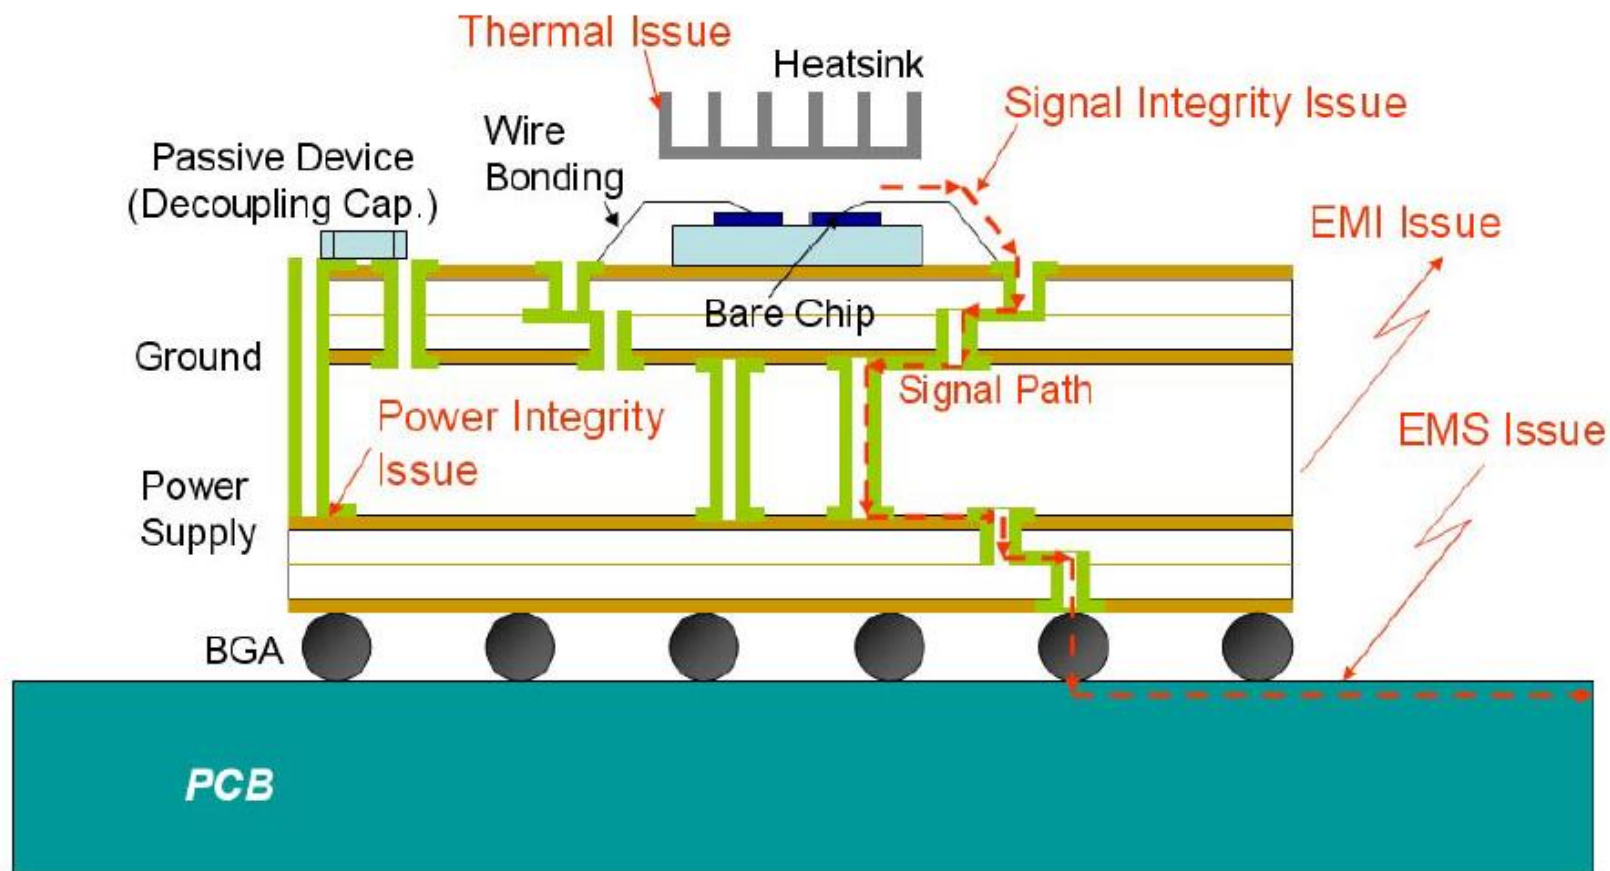 Thermal Issue
Heatsink
Signal Integrity Issue
Wire
Bonding
Passive Device
(Decoupling Cap.)
EMI Issue
Bare Chip
Ground
Signal Path
Power Integrity
Issue
EMS Issue
Power
Supply
BGA
PCB